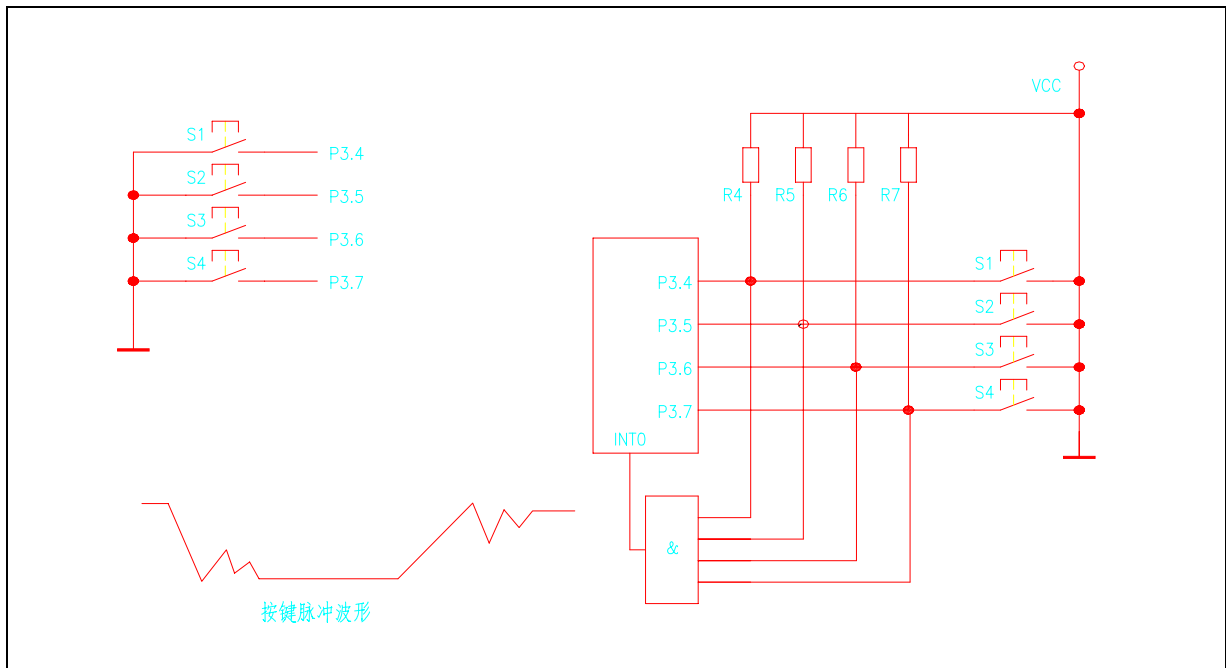 S1
P3.4
S2
P3.5
S3
P3.6
S4
P3.7
按键脉冲波形
VCC
R4 R5 R6 R7
P3.4 S1
P3.5 S2
P3.6 S3
P3.7 S4
INT0
&